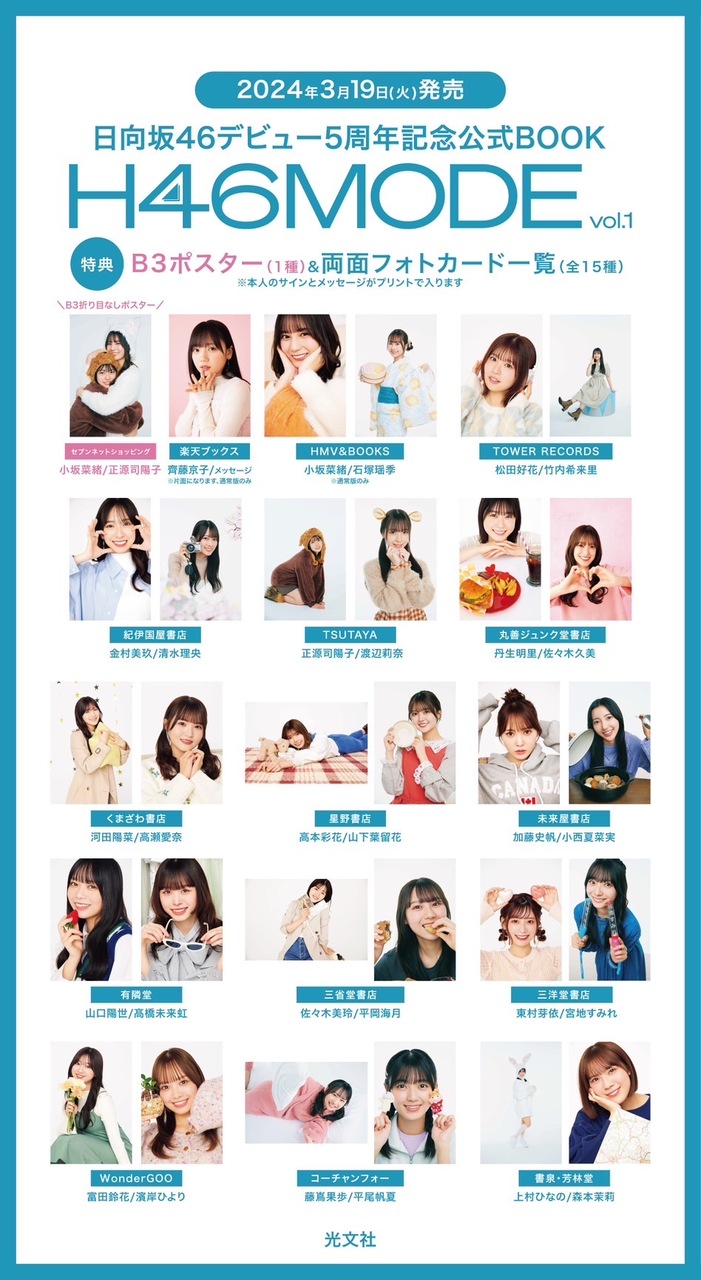 2024年3月19日(火)発売
日向坂46デビュー5周年記念公式BOOK
H46MODE vol.1
特典 B3ポスター(1種)&両面フォトカード一覧(全15種)
※本人のサインとメッセージがプリントで入ります
\B3折り目なしポスター/
セブンネットショッピング 楽天ブックス HMV&BOOKS TOWER RECORDS
小坂菜緒/正源司陽子 齊藤京子/メッセージ 小坂菜緒/石塚瑶季 松田好花/竹内希来里
※片面になります、通常版のみ ※通常版のみ
紀伊国屋書店 TSUTAYA 丸善ジュンク堂書店
金村美玖/清水理央 正源司陽子/渡辺莉奈 丹生明里/佐々木久美
CANADA
くまざわ書店 星野書店 未来屋書店
河田陽菜/高瀬愛奈 高本彩花/山下葉留花 加藤史帆/小西夏菜実
有隣堂 三省堂書店 三洋堂書店
山口陽世/髙橋未来虹 佐々木美玲/平岡海月 東村芽依/宮地すみれ
WonderGOO コーチャンフォー 書泉・芳林堂
富田鈴花/濱岸ひより 藤嶌果歩/平尾帆夏 上村ひなの/森本茉莉
光文社